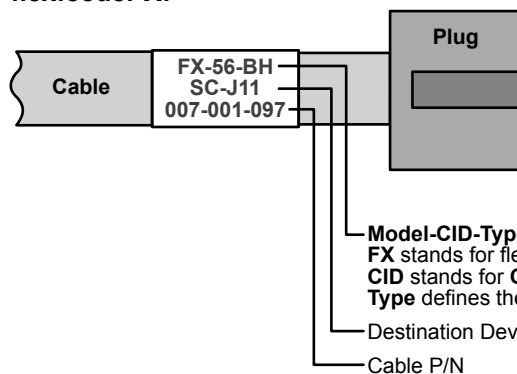 Plug
Cable
FX-56-BH
SC-J11
007-001-097
Model-CID-Typ
FX stands for fle
CID stands for
Type defines the
Destination Dev
Cable P/N